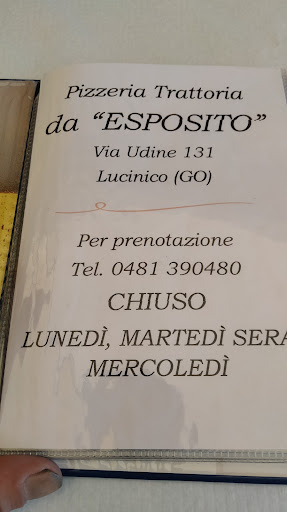 Pizzeria Trattoria
da "ESPOSITO"
Via Udine 131
Lucinico (GO)
Per prenotazione
Tel. 0481 390480
CHIUSO
LUNEDÌ, MARTEDÌ SERA
MERCOLEDÌ